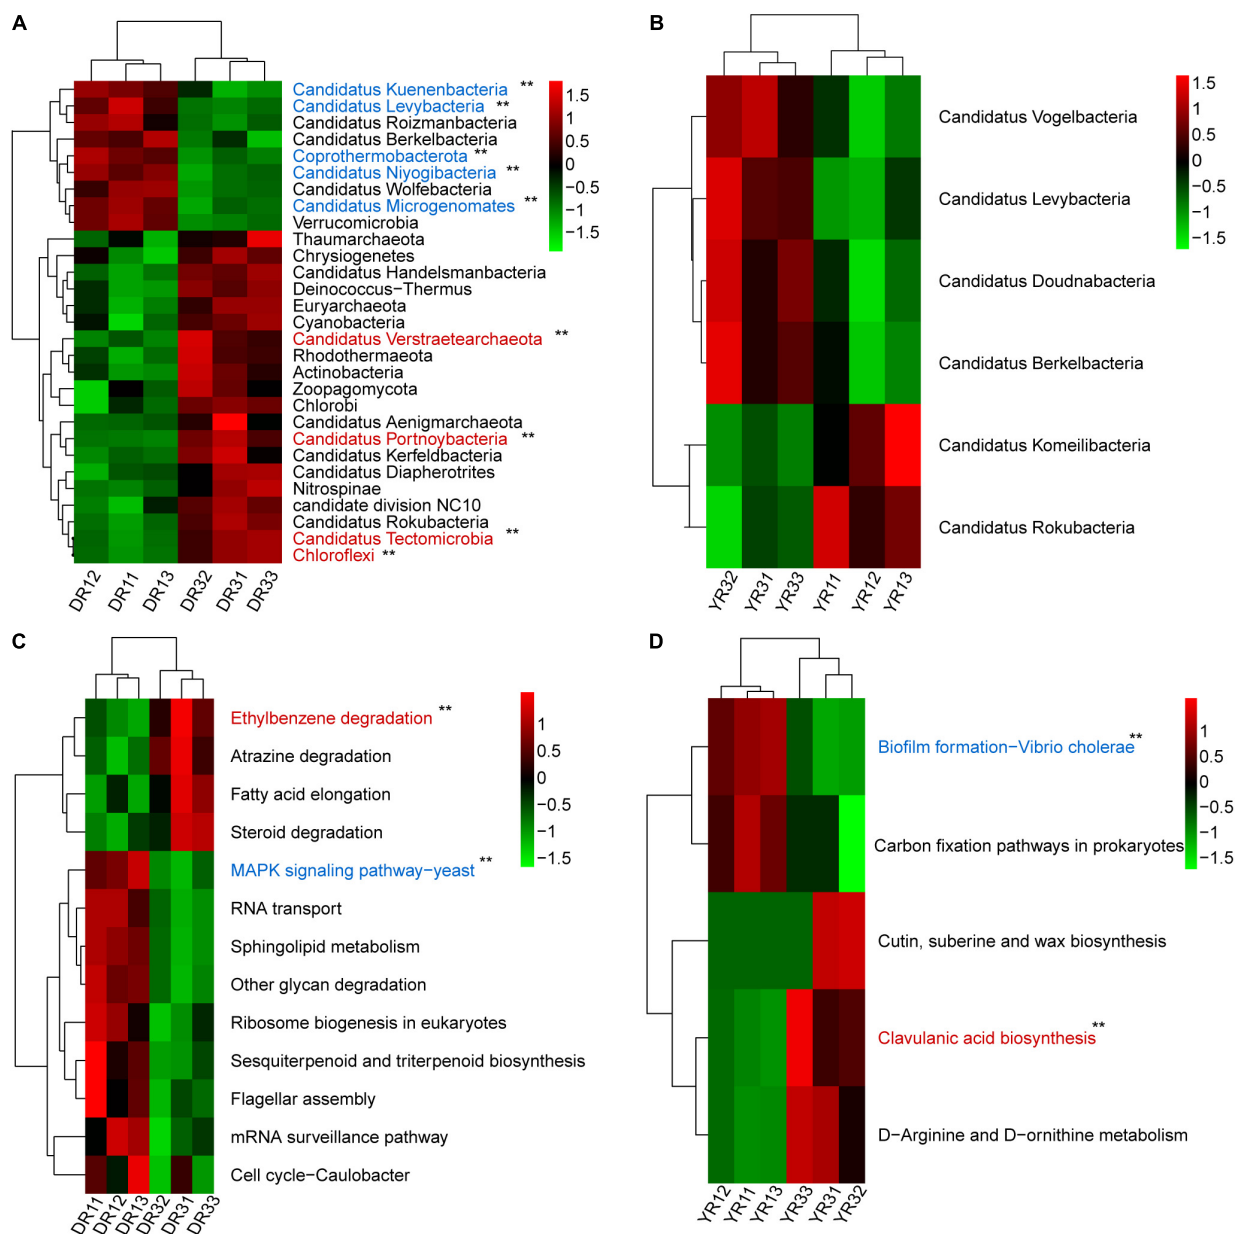 A
Candidatus Kuenenbacteria **
Candidatus Levybacteria **
Candidatus Roizmanbacteria
Candidatus Berkelbacteria
Coprothermobacterota **
Candidatus Niyogibacteria **
Candidatus Wolfebacteria
Candidatus Microgenomates **
Verrucomicrobia
Thaumarchaeota
Chrysiogenetes
Candidatus Handelsmanbacteria
Deinococcus−Thermus
Euryarchaeota
Cyanobacteria
Candidatus Verstraetearchaeota **
Rhodothermaeota
Actinobacteria
Zoopagomycota
Chlorobi
Candidatus Aenigmarchaeota
Candidatus Portnoybacteria **
Candidatus Kerfeldbacteria
Candidatus Diapherotrites
Nitrospinae
candidate division NC10
Candidatus Rokubacteria
Candidatus Tectomicrobia **
Chloroflexi **
1.5
1
0.5
0
−0.5
−1
−1.5
DR12 DR11 DR13 DR32 DR31 DR33
B
Candidatus Vogelbacteria
Candidatus Levybacteria
Candidatus Doudnabacteria
Candidatus Berkelbacteria
Candidatus Komeilibacteria
Candidatus Rokubacteria
1.5
1
0.5
0
−0.5
−1
−1.5
YR32 YR31 YR33 YR11 YR12 YR13
C
Ethylbenzene degradation **
Atrazine degradation
Fatty acid elongation
Steroid degradation
MAPK signaling pathway−yeast **
RNA transport
Sphingolipid metabolism
Other glycan degradation
Ribosome biogenesis in eukaryotes
Sesquiterpenoid and triterpenoid biosynthesis
Flagellar assembly
mRNA surveillance pathway
Cell cycle−Caulobacter
1
0.5
0
−0.5
−1
−1.5
DR11 DR12 DR13 DR32 DR31 DR33
D
Biofilm formation−Vibrio cholerae **
Carbon fixation pathways in prokaryotes
Cutin, suberine and wax biosynthesis
Clavulanic acid biosynthesis **
D−Arginine and D−ornithine metabolism
1
0.5
0
−0.5
−1
−1.5
YR12 YR11 YR13 YR33 YR31 YR32